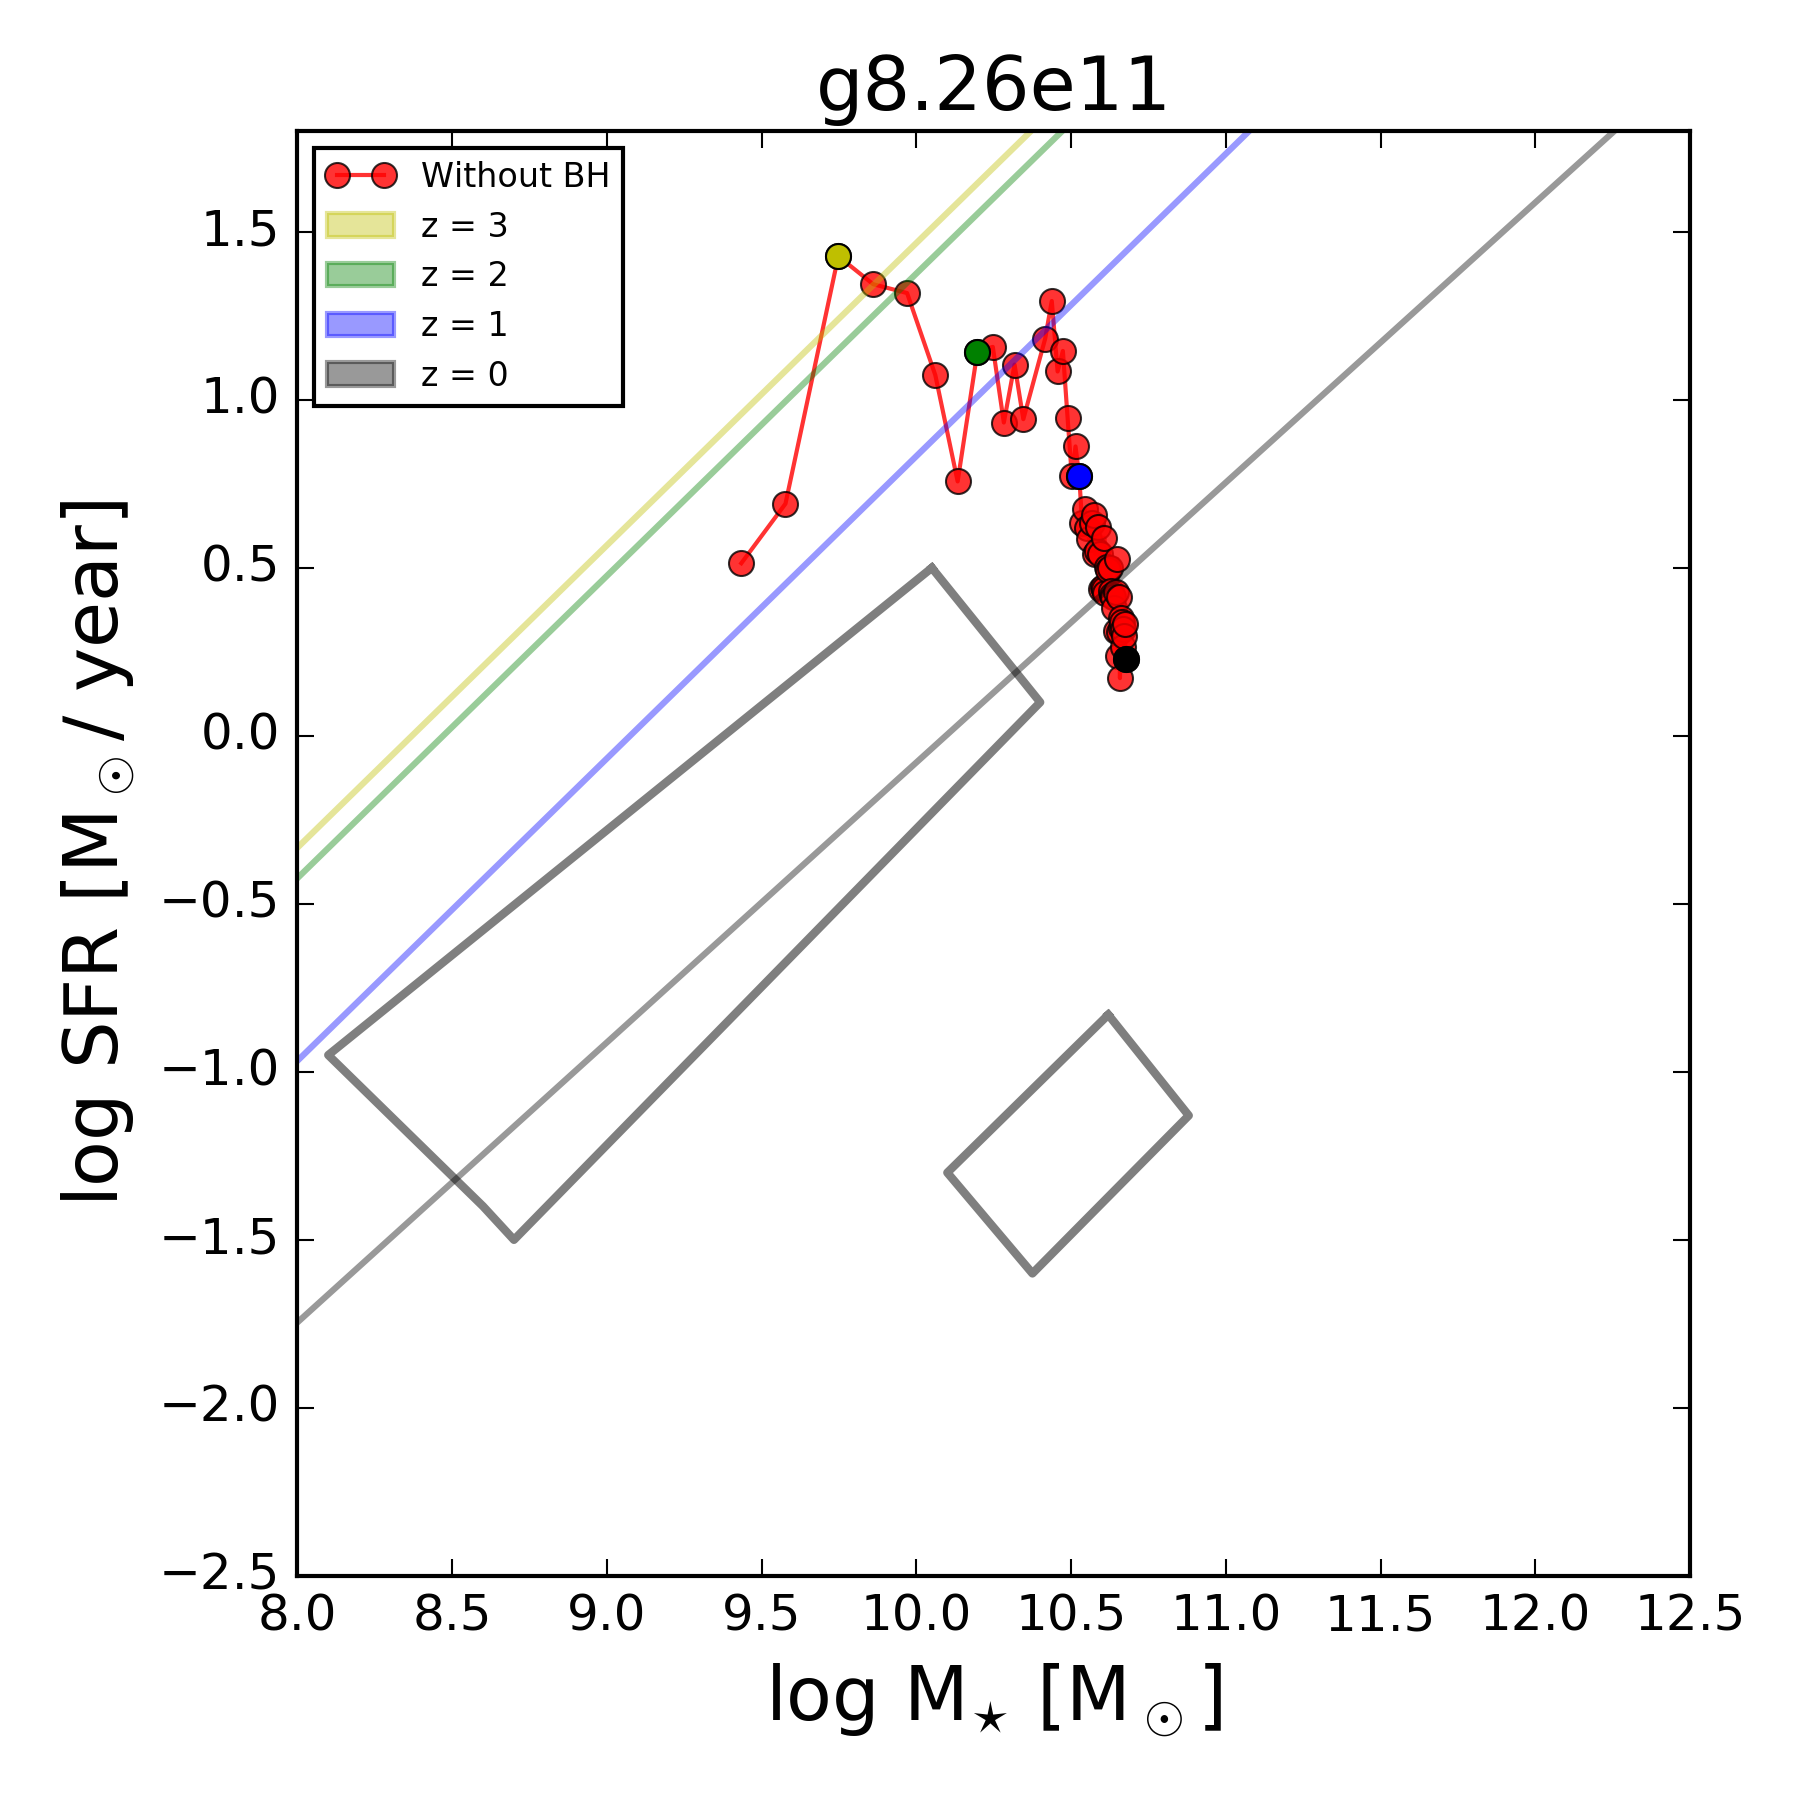 g8.26e11
Without BH
z = 3
z = 2
z = 1
z = 0
1.5
1.0
0.5
0.0
−0.5
−1.0
−1.5
−2.0
−2.5
log SFR [M⊙/ year]
8.0 8.5 9.0 9.5 10.0 10.5 11.0 11.5 12.0 12.5
log M★ [M⊙]